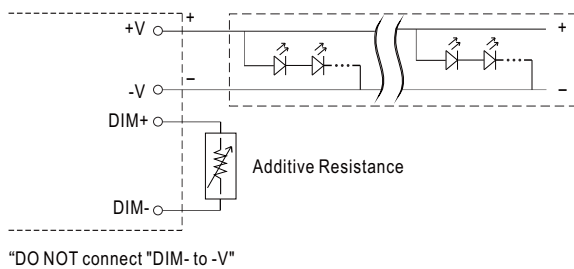 +V
+
+
-V
−
−
DIM+
Additive Resistance
DIM-
“DO NOT connect "DIM- to -V"